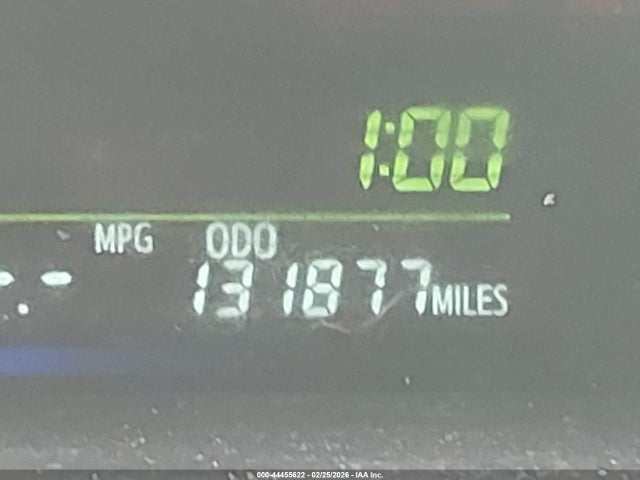 1:00
MPG ODO
-.- 131877 MILES
000-44455622 - 02/25/2026 - IAA Inc.